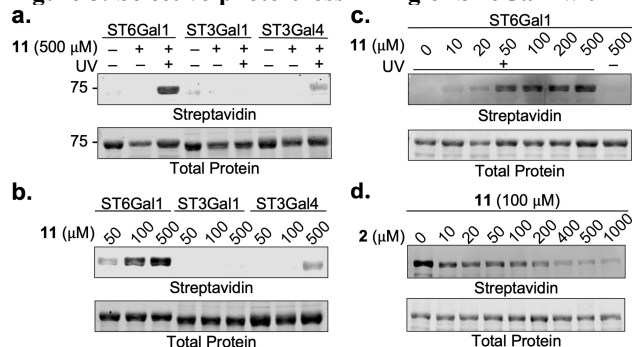 a.
ST6Gal1 ST3Gal1 ST3Gal4
11 (500 μM) – + + – + + – + +
UV – – + – – + – – +
75 -
Streptavidin
75 -
Total Protein
b.
ST6Gal1 ST3Gal1 ST3Gal4
11 (μM) 50 100 500 50 100 500 50 100 500
Streptavidin
Total Protein
c.
ST6Gal1
11 (μM) 0 10 20 50 100 200 500 500
UV + –
Streptavidin
Total Protein
d.
11 (100 μM)
2 (μM) 0 10 20 50 100 200 400 500 1000
Streptavidin
Total Protein